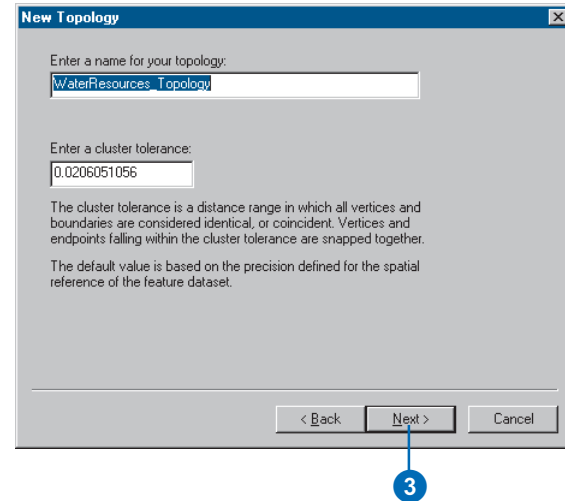 New Topology
Enter a name for your topology:
WaterResources_Topology
Enter a cluster tolerance:
0.0206051056
The cluster tolerance is a distance range in which all vertices and
boundaries are considered identical, or coincident. Vertices and
endpoints falling within the cluster tolerance are snapped together.
The default value is based on the precision defined for the spatial
reference of the feature dataset.
< Back
Next >
Cancel
3